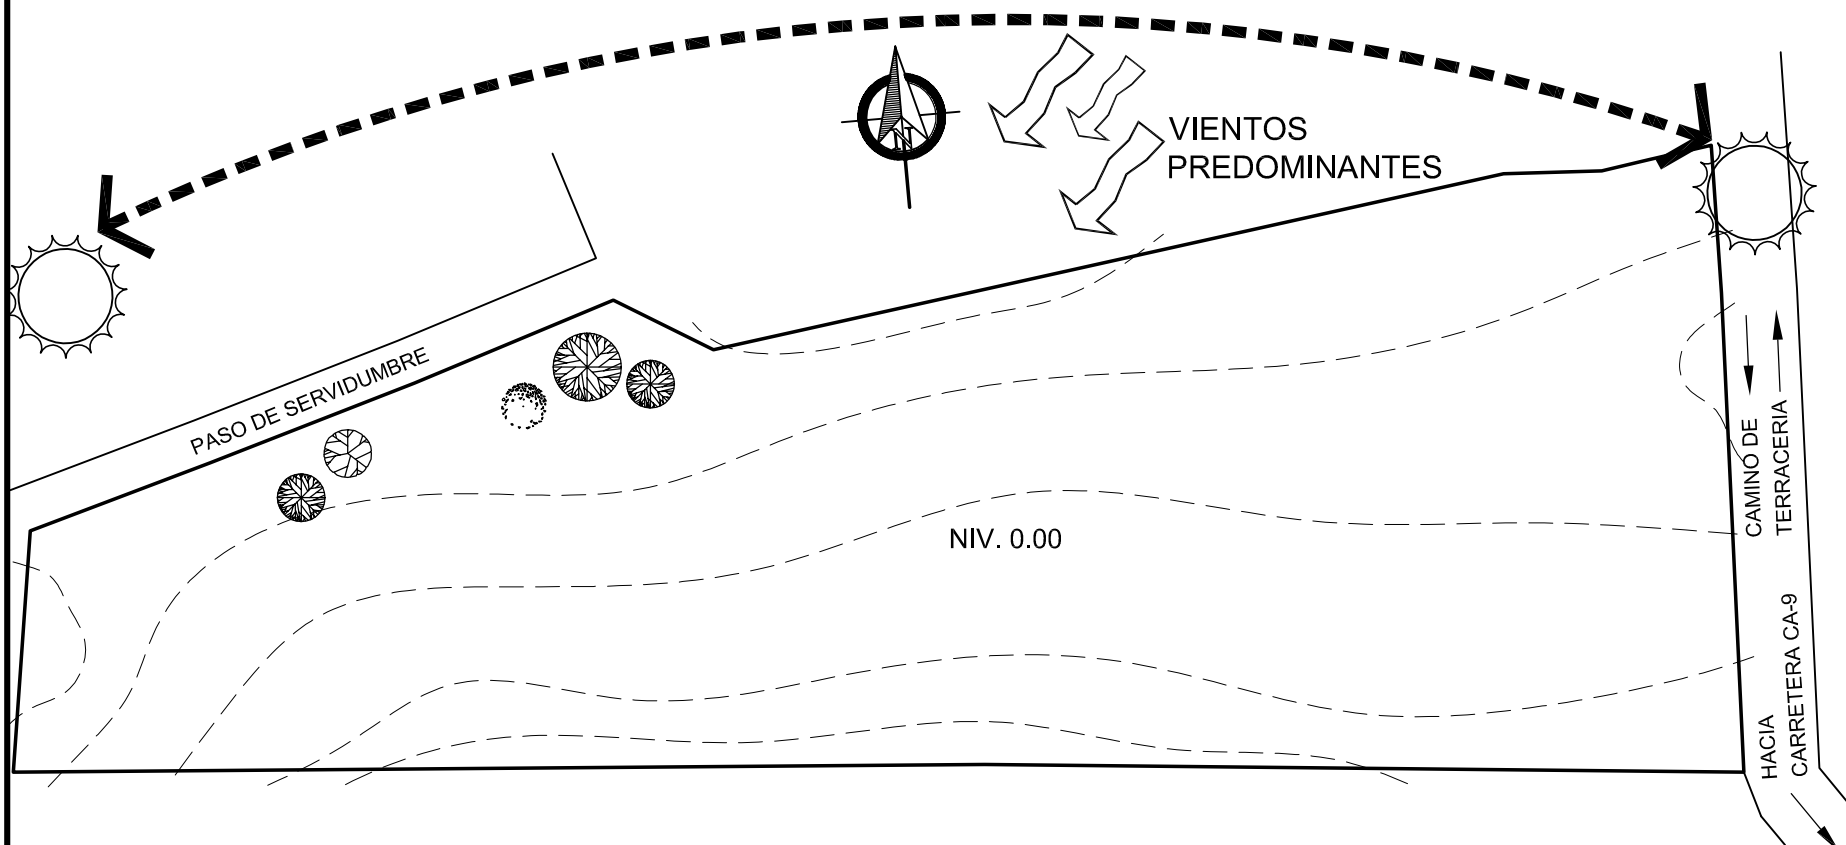 N
VIENTOS
PREDOMINANTES
PASO DE SERVIDUMBRE
NIV. 0.00
CAMINO DE
TERRACERIA
HACIA
CARRETERA CA-9